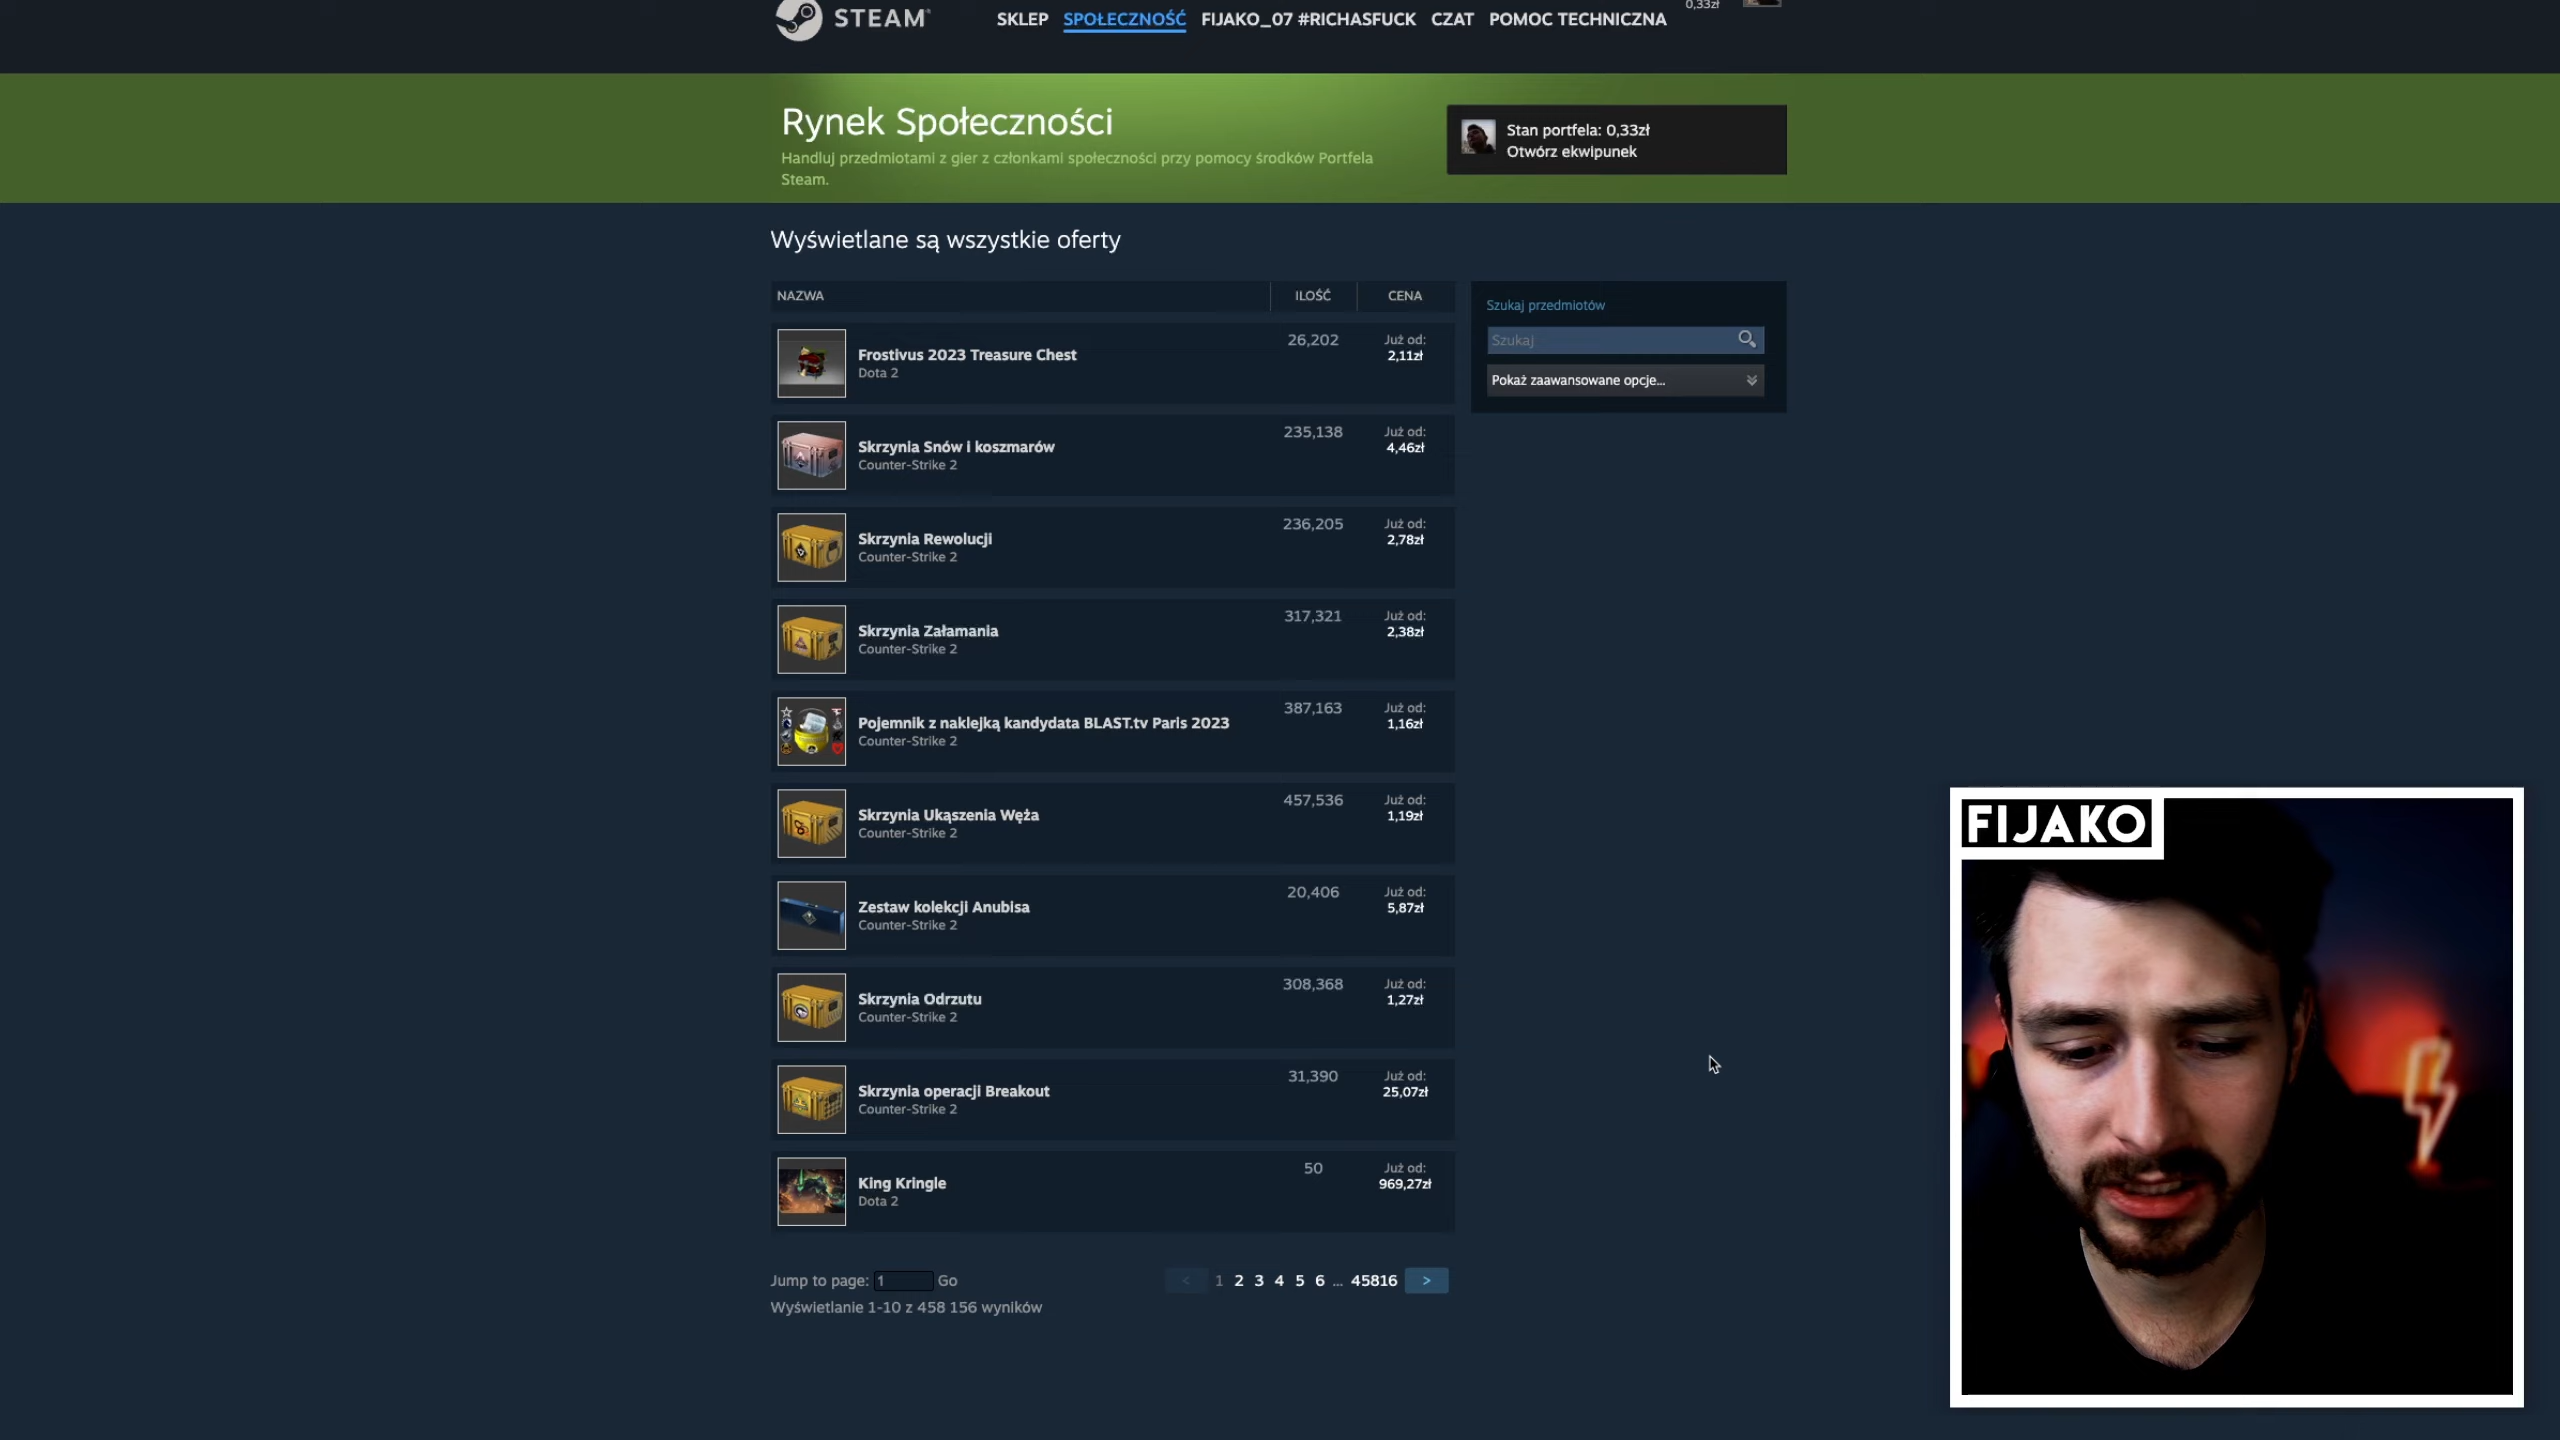 STEAM®
SKLEP SPOŁECZNOŚĆ FIJAKO_07 #RICHASFUCK CZAT POMOC TECHNICZNA
0,33zł
Rynek Społeczności
Handluj przedmiotami z gier z członkami społeczności przy pomocy środków Portfela
Steam.
Stan portfela: 0,33zł
Otwórz ekwipunek
Wyświetlane są wszystkie oferty
NAZWA ILOŚĆ CENA
Szukaj przedmiotów
Szukaj
Pokaż zaawansowane opcje...
Frostivus 2023 Treasure Chest
Dota 2
26,202
Już od:
2,11zł
Skrzynia Snów i koszmarów
Counter-Strike 2
235,138
Już od:
4,46zł
Skrzynia Rewolucji
Counter-Strike 2
236,205
Już od:
2,78zł
Skrzynia Załamania
Counter-Strike 2
317,321
Już od:
2,38zł
Pojemnik z naklejką kandydata BLAST.tv Paris 2023
Counter-Strike 2
387,163
Już od:
1,16zł
Skrzynia Ukąszenia Węża
Counter-Strike 2
457,536
Już od:
1,19zł
Zestaw kolekcji Anubisa
Counter-Strike 2
20,406
Już od:
5,87zł
Skrzynia Odrzutu
Counter-Strike 2
308,368
Już od:
1,27zł
Skrzynia operacji Breakout
Counter-Strike 2
31,390
Już od:
25,07zł
King Kringle
Dota 2
50
Już od:
969,27zł
Jump to page: 1 Go
< 1 2 3 4 5 6 ... 45816 >
Wyświetlanie 1-10 z 458 156 wyników
FIJAKO